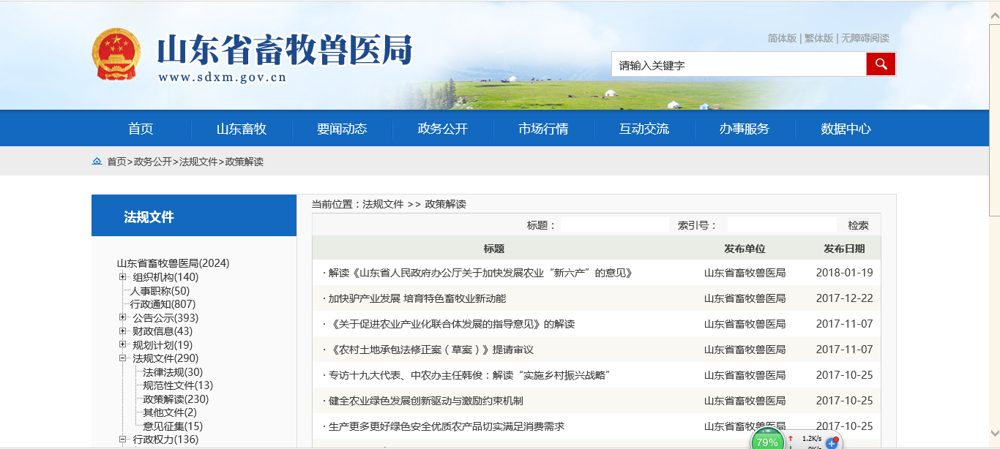 山东省畜牧兽医局
www.sdxm.gov.cn
简体版 | 繁体版 | 无障碍阅读
请输入关键字
首页 山东畜牧 要闻动态 政务公开 市场行情 互动交流 办事服务 数据中心
首页>政务公开>法规文件>政策解读
法规文件
山东省畜牧兽医局(2024)
组织机构(140)
人事职称(50)
行政通知(807)
公告公示(393)
财政信息(43)
规划计划(19)
法规文件(290)
法律法规(30)
规范性文件(13)
政策解读(230)
其他文件(2)
意见征集(15)
行政权力(136)
当前位置：法规文件 >> 政策解读
标题： 索引号： 检索
标题 发布单位 发布日期
· 解读《山东省人民政府办公厅关于加快发展农业“新六产”的意见》 山东省畜牧兽医局 2018-01-19
· 加快驴产业发展 培育特色畜牧业新动能 山东省畜牧兽医局 2017-12-22
· 《关于促进农业产业化联合体发展的指导意见》的解读 山东省畜牧兽医局 2017-11-07
· 《农村土地承包法修正案（草案）》提请审议 山东省畜牧兽医局 2017-11-07
· 专访十九大代表、中农办主任韩俊：解读“实施乡村振兴战略” 山东省畜牧兽医局 2017-10-25
· 健全农业绿色发展创新驱动与激励约束机制 山东省畜牧兽医局 2017-10-25
· 生产更多更好绿色安全优质农产品切实满足消费需求 山东省畜牧兽医局 2017-10-25
79% 1.2K/s